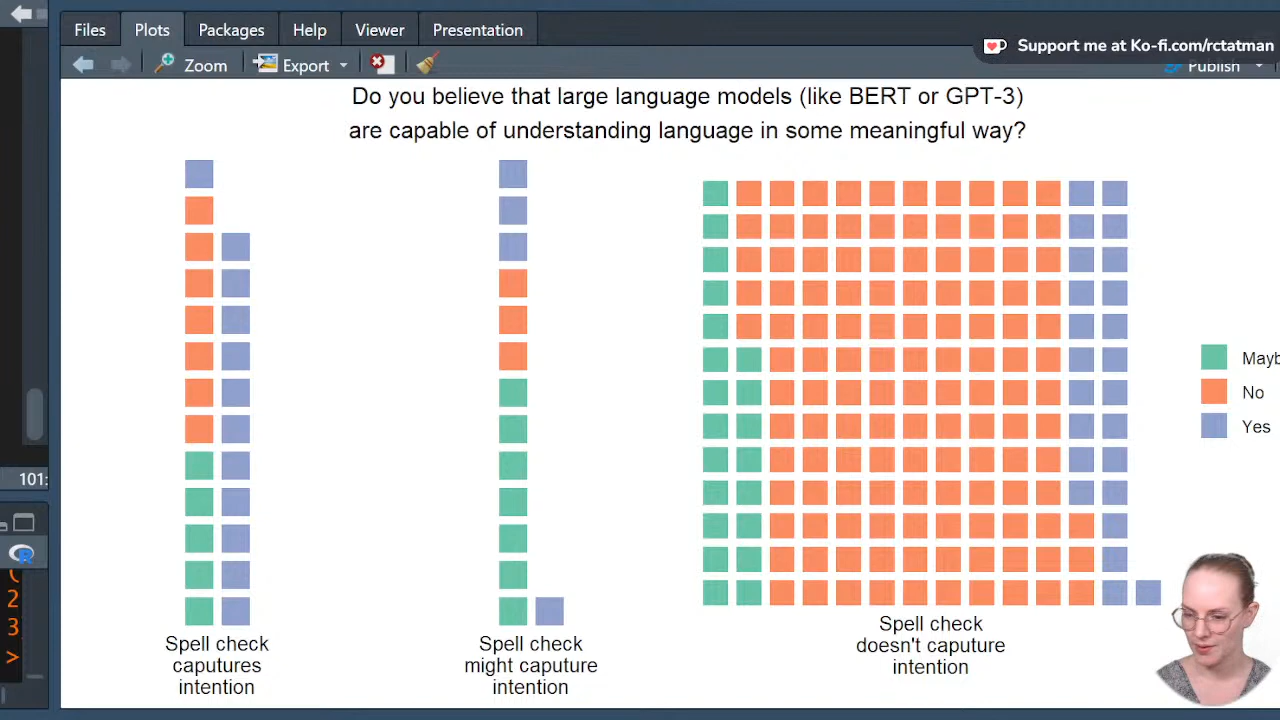 Files Plots Packages Help Viewer Presentation
Support me at Ko-fi.com/rctatman
Zoom Export Publish
Do you believe that large language models (like BERT or GPT-3)
are capable of understanding language in some meaningful way?
Mayb
No
Yes
101:
2
3
>
Spell check
caputures
intention
Spell check
might caputure
intention
Spell check
doesn't caputure
intention